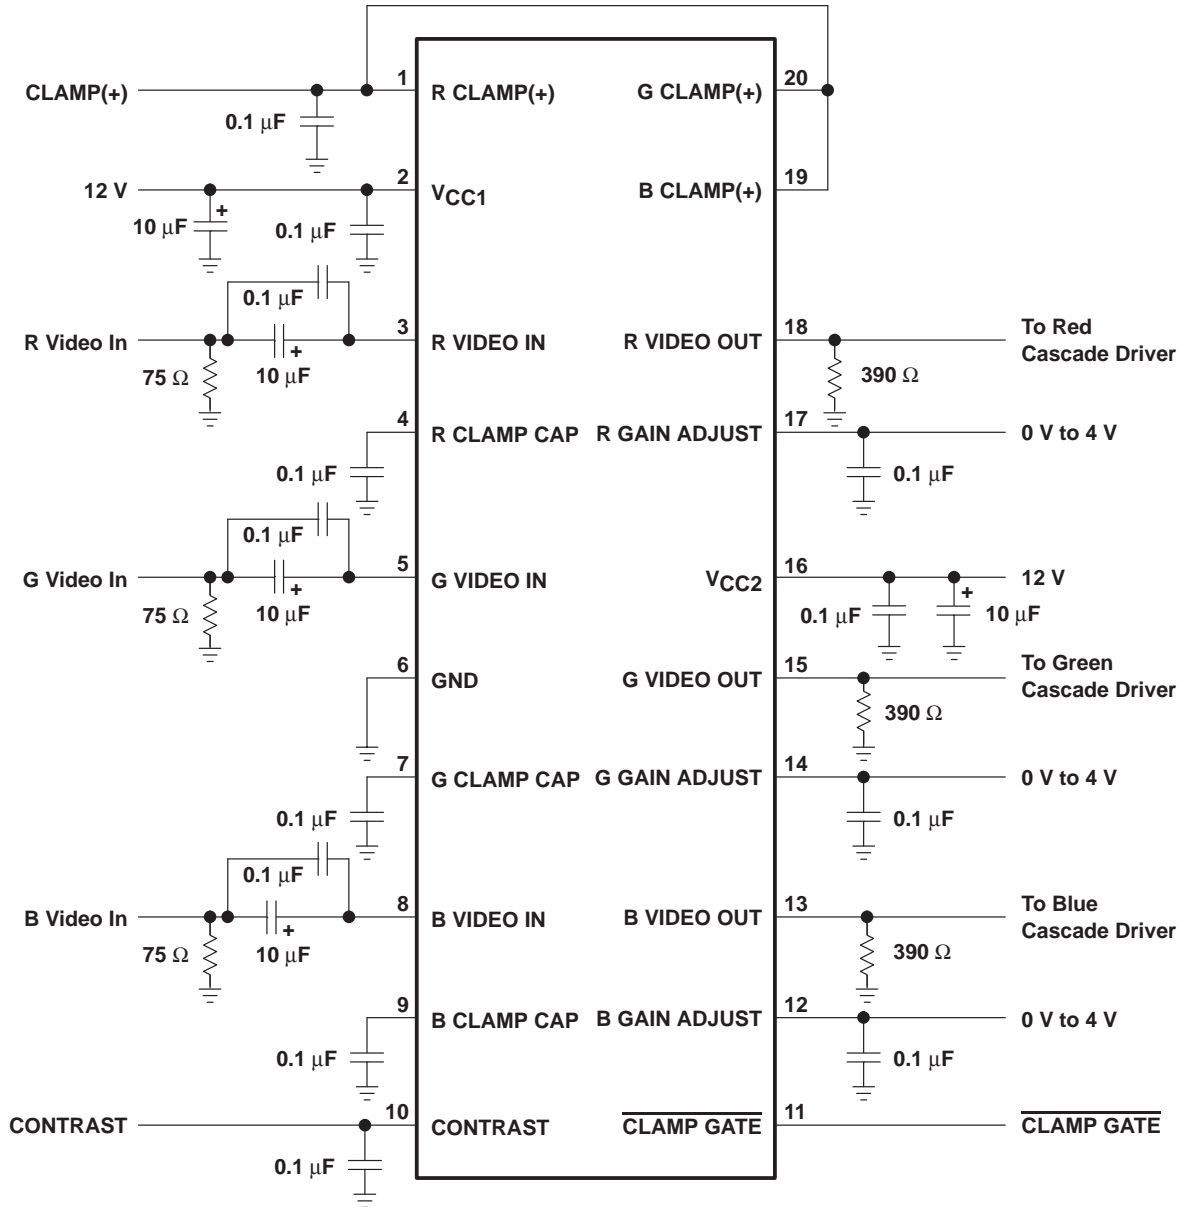 CLAMP(+)
1
R CLAMP(+)
G CLAMP(+)
20
0.1 μF
12 V
2
VCC1
B CLAMP(+)
19
10 μF
+
0.1 μF
0.1 μF
R Video In
3
R VIDEO IN
R VIDEO OUT
18
To Red
Cascade Driver
75 Ω
10 μF
+
390 Ω
4
R CLAMP CAP
R GAIN ADJUST
17
0 V to 4 V
0.1 μF
0.1 μF
0.1 μF
G Video In
5
G VIDEO IN
VCC2
16
12 V
75 Ω
10 μF
+
0.1 μF
+
10 μF
6
GND
G VIDEO OUT
15
To Green
Cascade Driver
390 Ω
7
G CLAMP CAP
G GAIN ADJUST
14
0 V to 4 V
0.1 μF
0.1 μF
0.1 μF
B Video In
8
B VIDEO IN
B VIDEO OUT
13
To Blue
Cascade Driver
75 Ω
10 μF
+
390 Ω
9
B CLAMP CAP
B GAIN ADJUST
12
0 V to 4 V
0.1 μF
0.1 μF
CONTRAST
10
CONTRAST
CLAMP GATE
11
CLAMP GATE
0.1 μF